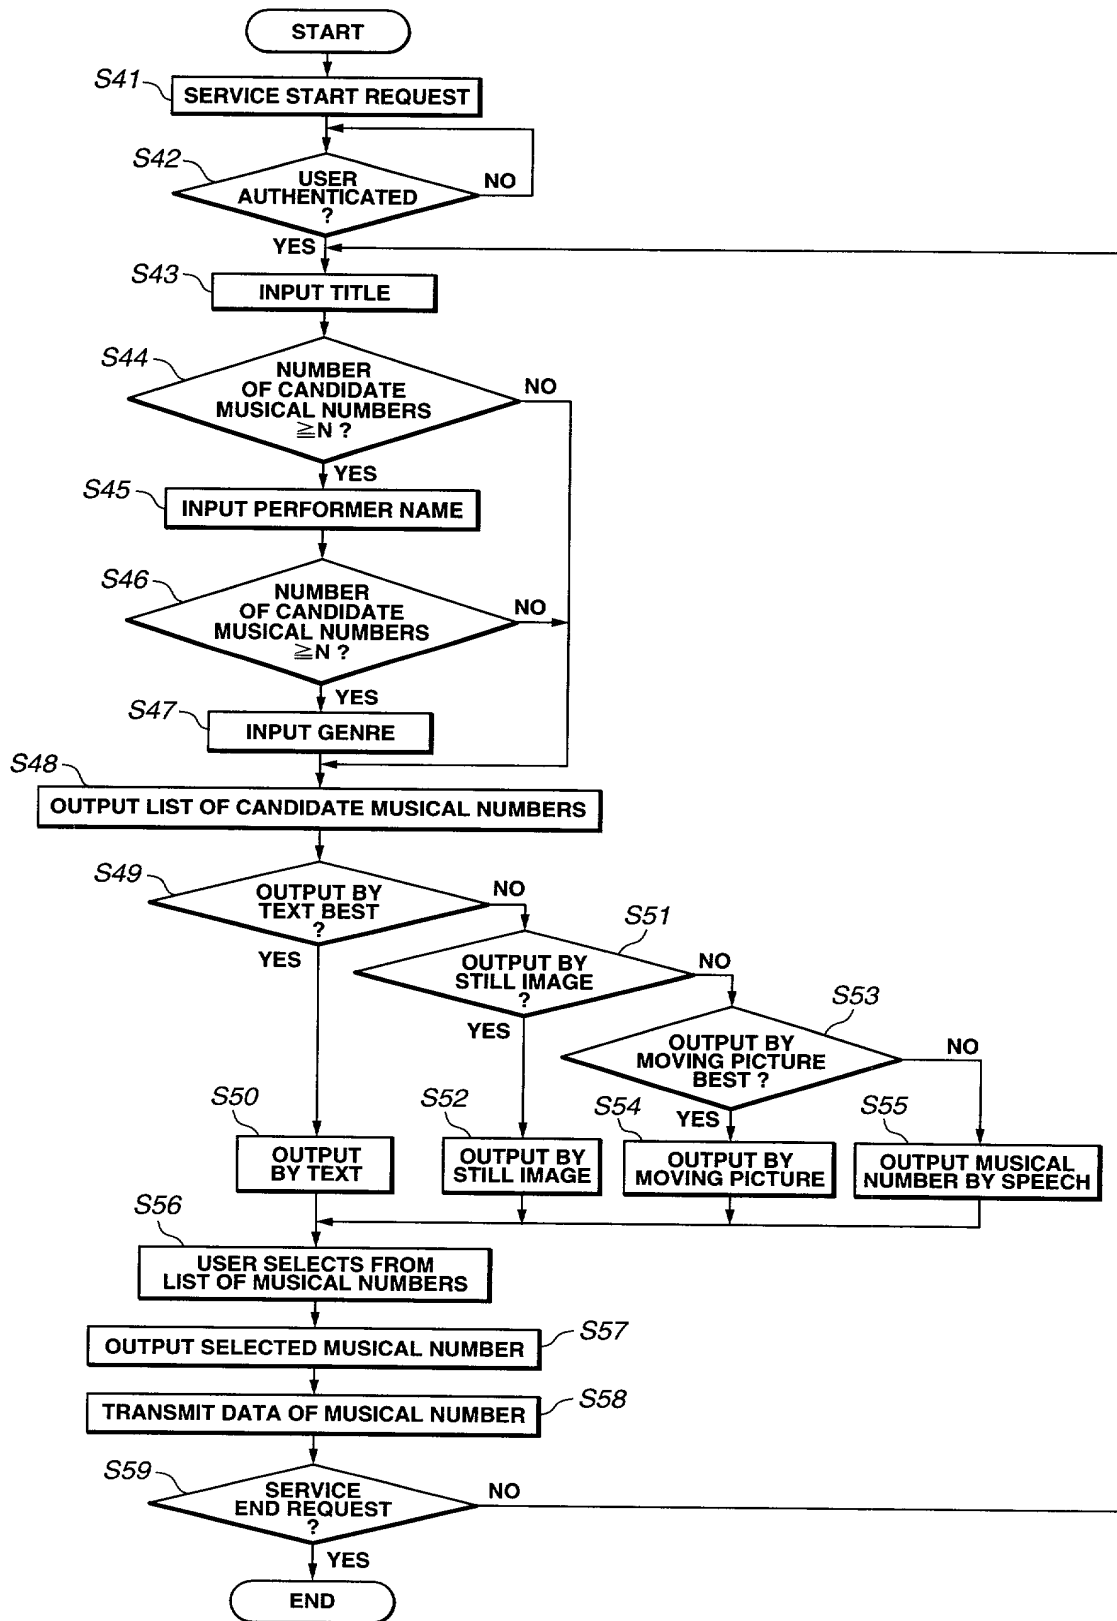 START
S41
SERVICE START REQUEST
S42
USER
AUTHENTICATED
?
NO
YES
S43
INPUT TITLE
S44
NUMBER
OF CANDIDATE
MUSICAL NUMBERS
≧N ?
NO
YES
S45
INPUT PERFORMER NAME
S46
NUMBER
OF CANDIDATE
MUSICAL NUMBERS
≧N ?
NO
YES
S47
INPUT GENRE
S48
OUTPUT LIST OF CANDIDATE MUSICAL NUMBERS
S49
OUTPUT BY
TEXT BEST
?
NO
YES
S51
OUTPUT BY
STILL IMAGE
?
NO
YES
S53
OUTPUT BY
MOVING PICTURE
BEST ?
NO
YES
S50
OUTPUT
BY TEXT
S52
OUTPUT BY
STILL IMAGE
S54
OUTPUT BY
MOVING PICTURE
S55
OUTPUT MUSICAL
NUMBER BY SPEECH
S56
USER SELECTS FROM
LIST OF MUSICAL NUMBERS
OUTPUT SELECTED MUSICAL NUMBER
S57
TRANSMIT DATA OF MUSICAL NUMBER
S58
S59
SERVICE
END REQUEST
?
NO
YES
END